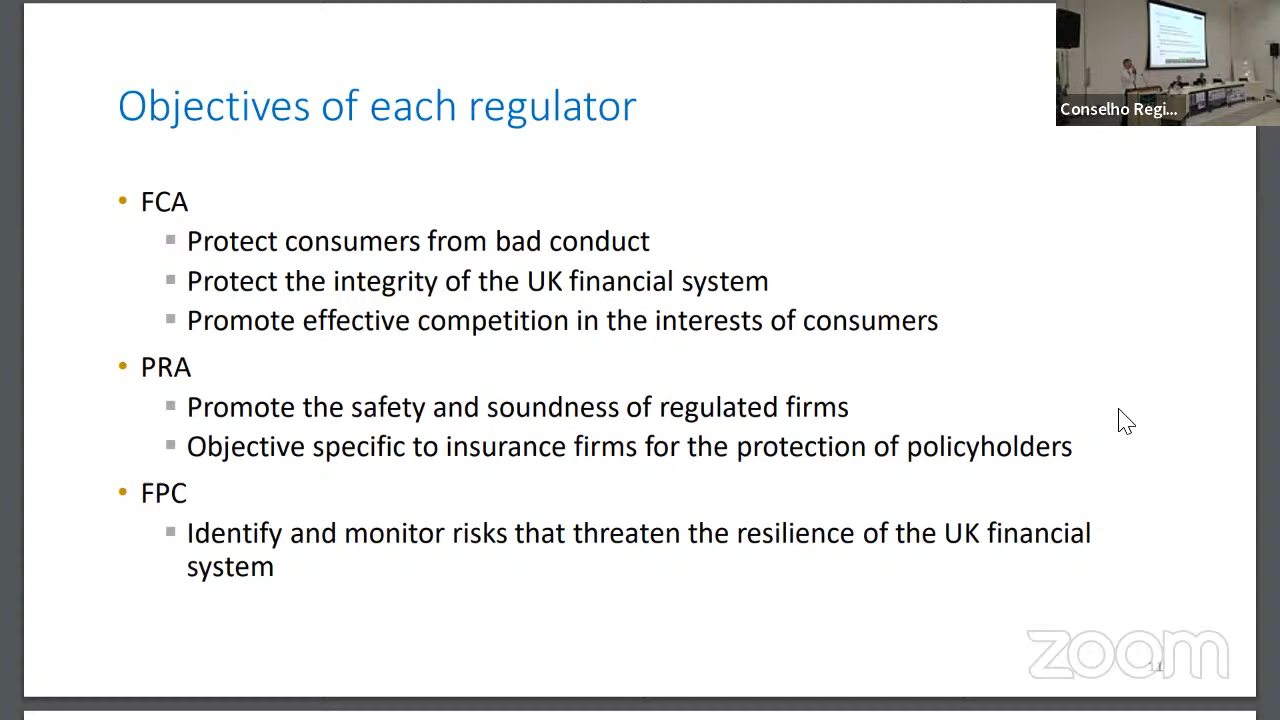 Objectives of each regulator
Conselho Regi...
• FCA
▪ Protect consumers from bad conduct
▪ Protect the integrity of the UK financial system
▪ Promote effective competition in the interests of consumers
• PRA
▪ Promote the safety and soundness of regulated firms
▪ Objective specific to insurance firms for the protection of policyholders
• FPC
▪ Identify and monitor risks that threaten the resilience of the UK financial
system
zoom
11